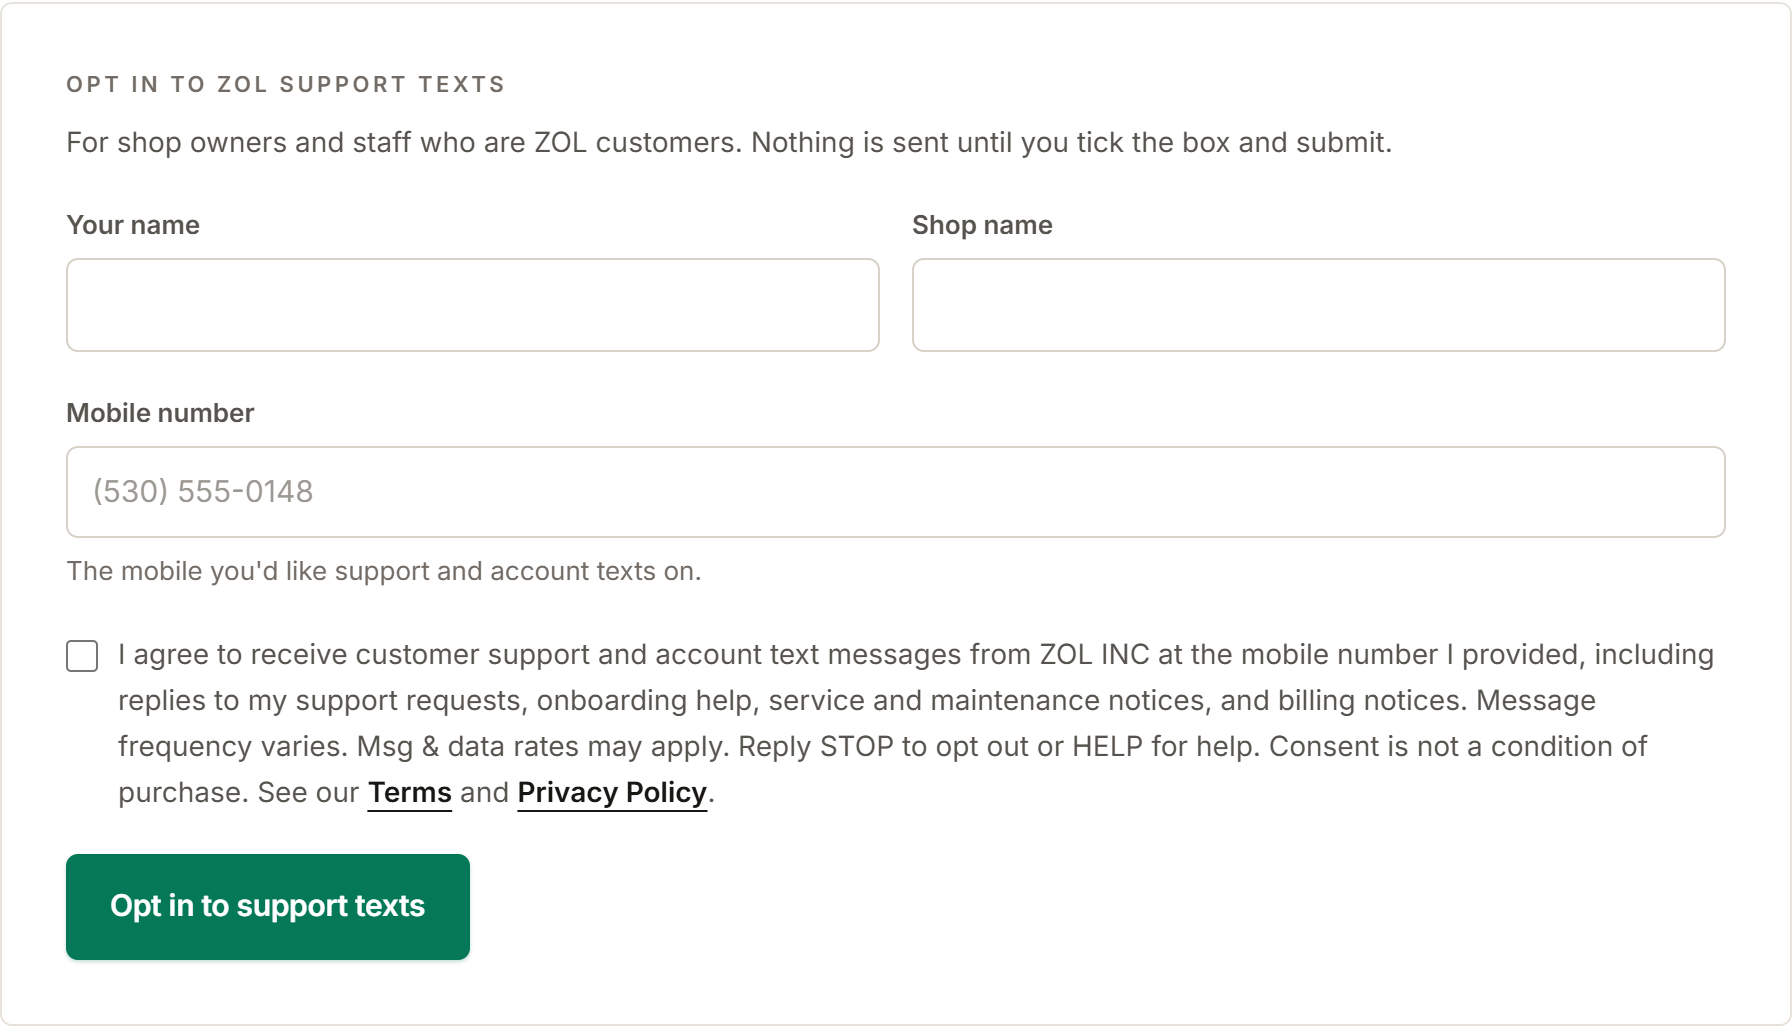 OPT IN TO ZOL SUPPORT TEXTS
For shop owners and staff who are ZOL customers. Nothing is sent until you tick the box and submit.
Your name
Shop name
Mobile number
(530) 555-0148
The mobile you'd like support and account texts on.
I agree to receive customer support and account text messages from ZOL INC at the mobile number I provided, including
replies to my support requests, onboarding help, service and maintenance notices, and billing notices. Message
frequency varies. Msg & data rates may apply. Reply STOP to opt out or HELP for help. Consent is not a condition of
purchase. See our Terms and Privacy Policy.
Opt in to support texts